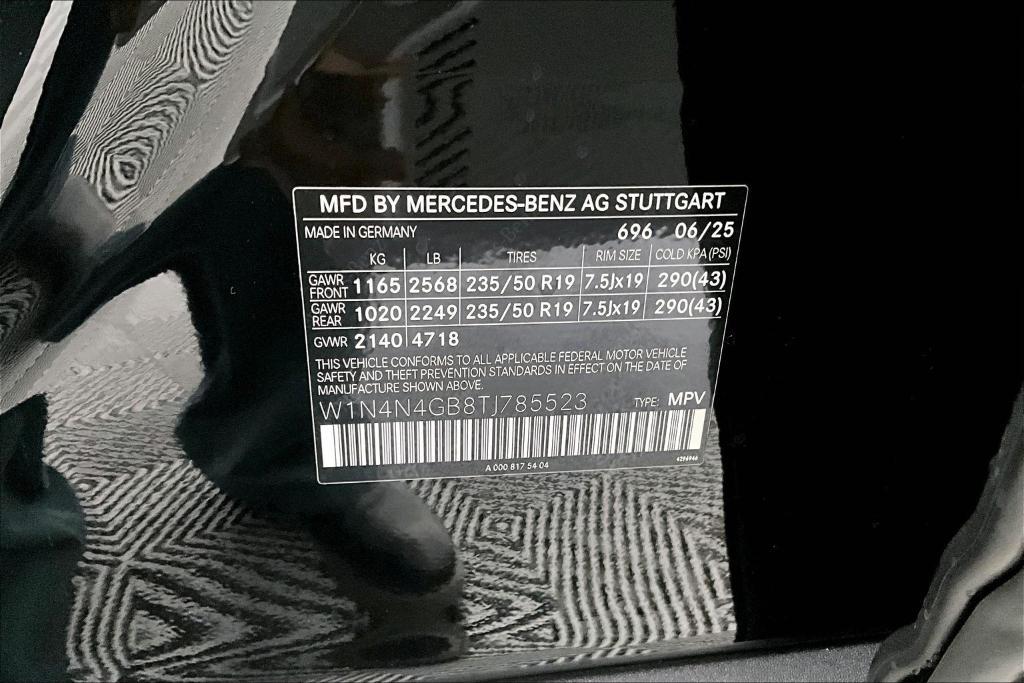 MFD BY MERCEDES-BENZ AG STUTTGART
MADE IN GERMANY 696 06/25
KG LB TIRES RIM SIZE COLD KPA (PSI)
GAWR FRONT 1165 2568 235/50 R19 7.5Jx19 290(43)
GAWR REAR 1020 2249 235/50 R19 7.5Jx19 290(43)
GVWR 2140 4718
THIS VEHICLE CONFORMS TO ALL APPLICABLE FEDERAL MOTOR VEHICLE
SAFETY AND THEFT PREVENTION STANDARDS IN EFFECT ON THE DATE OF
MANUFACTURE SHOWN ABOVE.
W1N4N4GB8TJ785523 TYPE: MPV
A 000 817 54 04 4296946